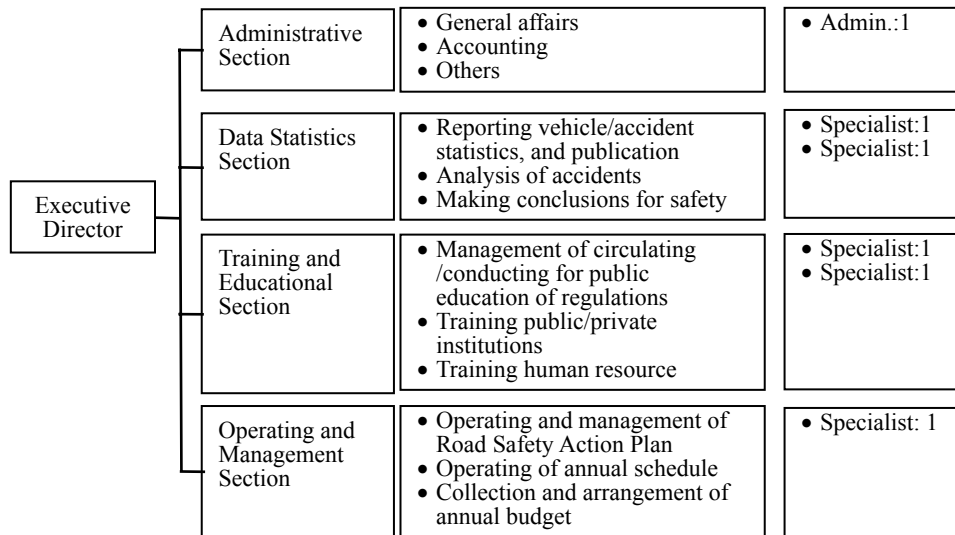 Executive
Director
Administrative
Section
• General affairs
• Accounting
• Others
• Admin.:1
Data Statistics
Section
• Reporting vehicle/accident
statistics, and publication
• Analysis of accidents
• Making conclusions for safety
• Specialist:1
• Specialist:1
Training and
Educational
Section
• Management of circulating
/conducting for public
education of regulations
• Training public/private
institutions
• Training human resource
• Specialist:1
• Specialist:1
Operating and
Management
Section
• Operating and management of
Road Safety Action Plan
• Operating of annual schedule
• Collection and arrangement of
annual budget
• Specialist: 1